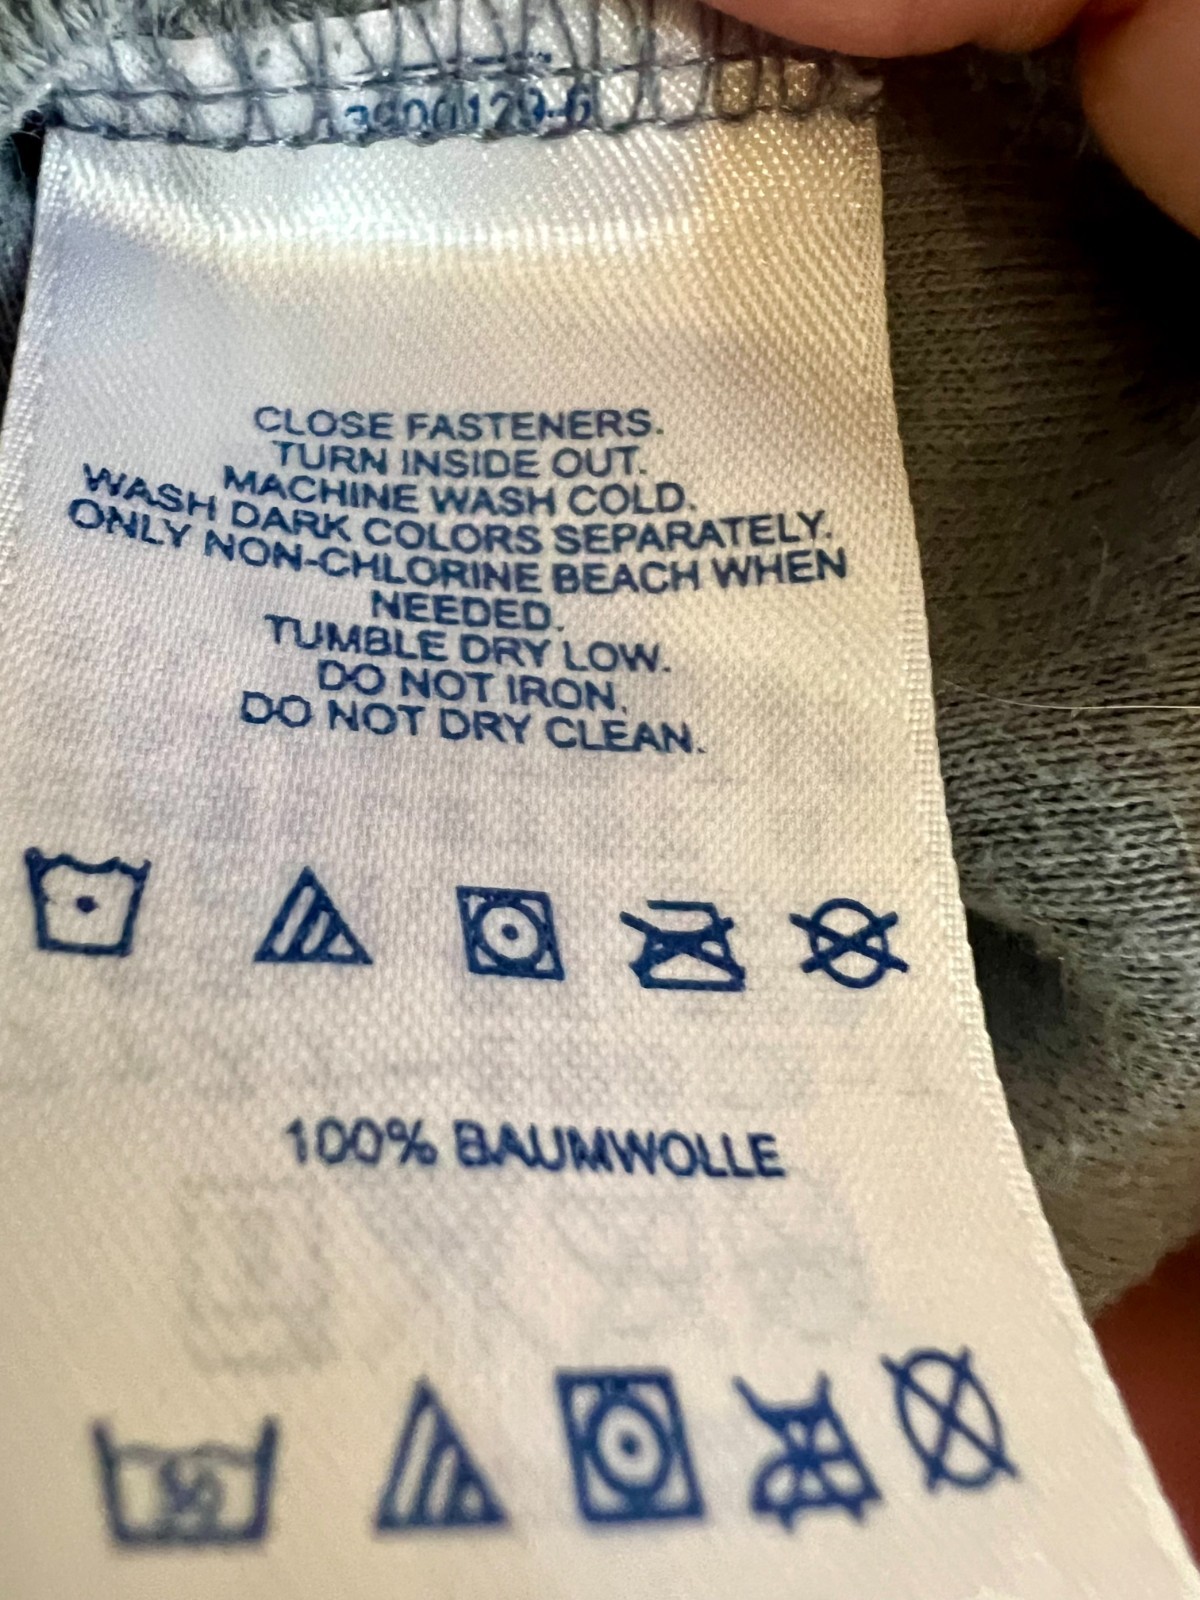 CLOSE FASTENERS.
TURN INSIDE OUT.
MACHINE WASH COLD.
WASH DARK COLORS SEPARATELY.
ONLY NON-CHLORINE BEACH WHEN
NEEDED.
TUMBLE DRY LOW.
DO NOT IRON.
DO NOT DRY CLEAN.
100% BAUMWOLLE
30